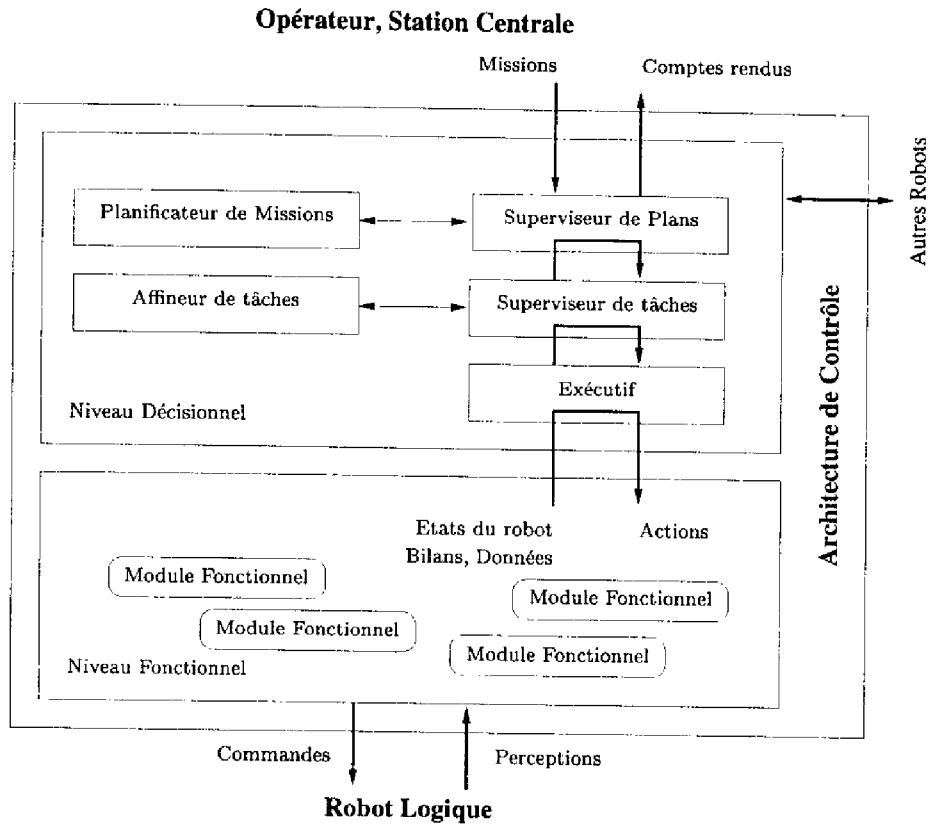 Opérateur, Station Centrale
Missions
Comptes rendus
Autres Robots
Planificateur de Missions
Superviseur de Plans
Affineur de tâches
Superviseur de tâches
Exécutif
Niveau Décisionnel
Architecture de Contrôle
Etats du robot
Bilans, Données
Actions
Module Fonctionnel
Module Fonctionnel
Module Fonctionnel
Module Fonctionnel
Niveau Fonctionnel
Commandes
Perceptions
Robot Logique